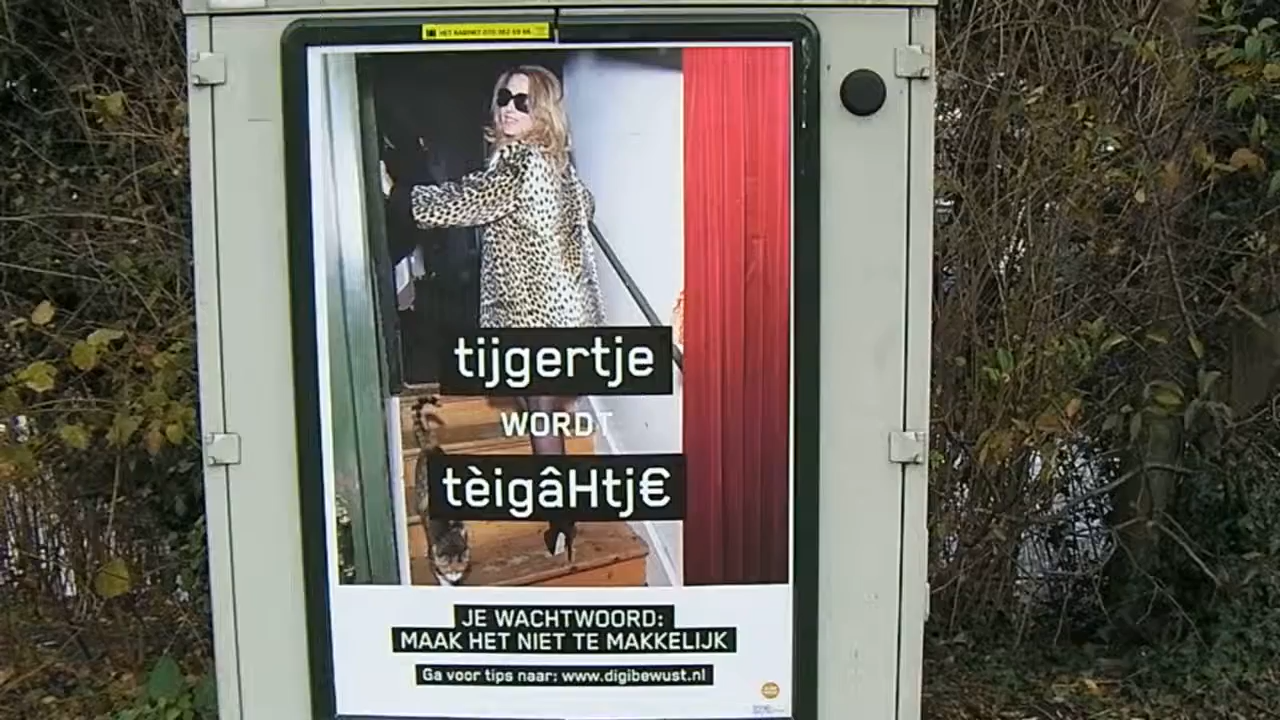 tijgertje
WORDT
tèigâHtj€
JE WACHTWOORD:
MAAK HET NIET TE MAKKELIJK
Ga voor tips naar: www.digibewust.nl